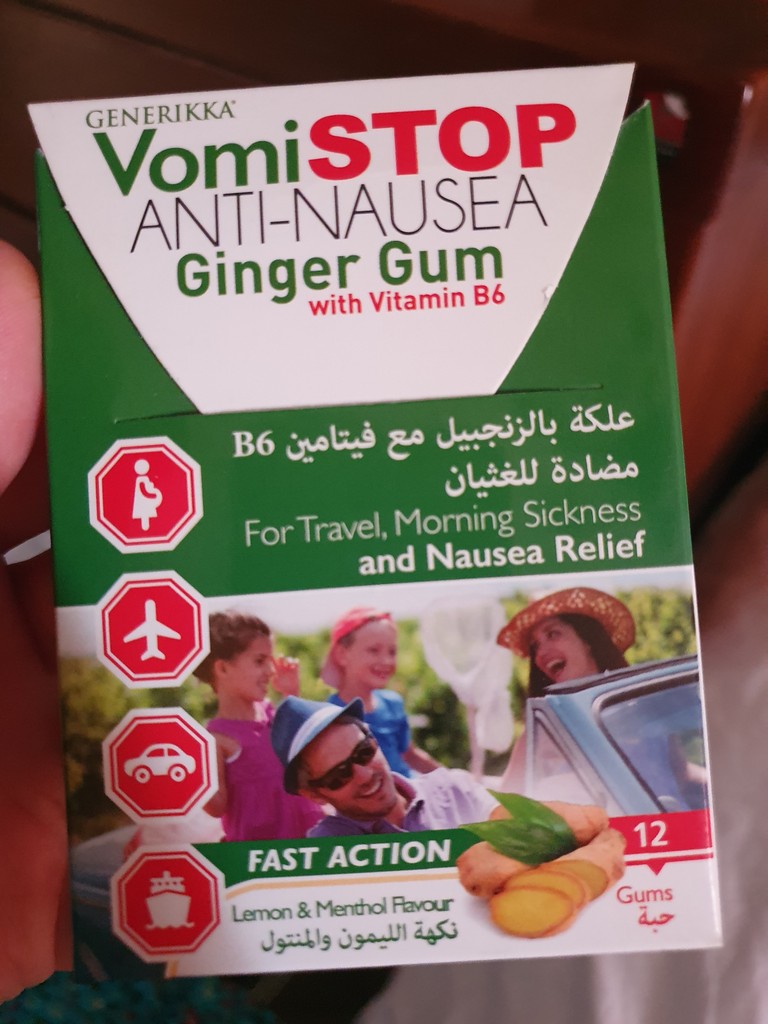 GENERIKKA®
VomiSTOP
ANTI-NAUSEA
Ginger Gum
with Vitamin B6
علكة بالزنجبيل مع فيتامين B6
مضادة للغثيان
For Travel, Morning Sickness
and Nausea Relief
FAST ACTION
Lemon & Menthol Flavour
نكهة الليمون والمنتول
12
Gums
حبة